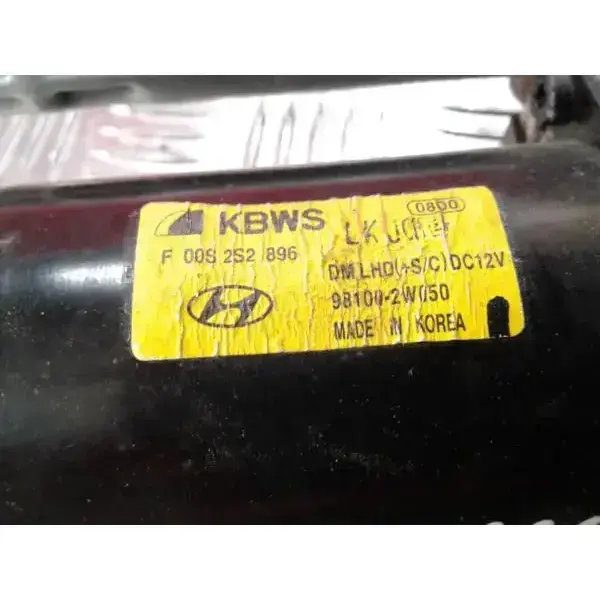 KBWS
0800
F 00S 2S2 896
DM LHD(+S/C)DC12V
98100-2W050
MADE IN KOREA